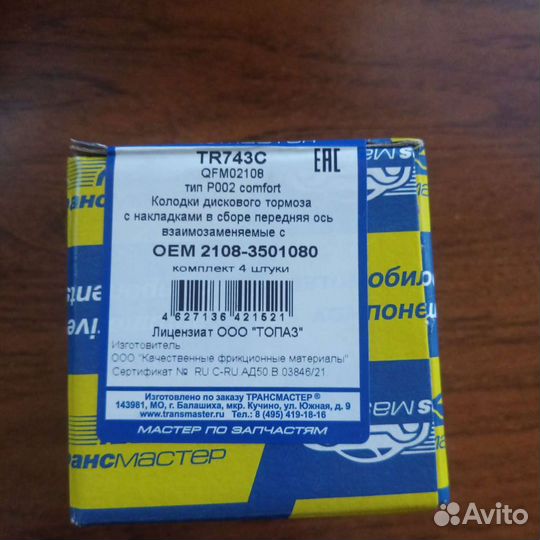 TR743C
EAC
QFM02108
тип P002 comfort
Колодки дискового тормоза
с накладками в сборе передняя ось
взаимозаменяемые с
OEM 2108-3501080
комплект 4 штуки
4 627136 421521
Лицензиат ООО "ТОПАЗ"
Изготовитель
ООО "Качественные фрикционные материалы"
Сертификат № RU C-RU.АД50.В.03846/21
Изготовлено по заказу ТРАНСМАСТЕР ®
143981, МО, г. Балашиха, мкр. Кучино, ул. Южная, д. 9
www.transmaster.ru Тел.: 8 (495) 419-18-16
МАСТЕР ПО ЗАПЧАСТЯМ
рансМАСТЕР
Avito